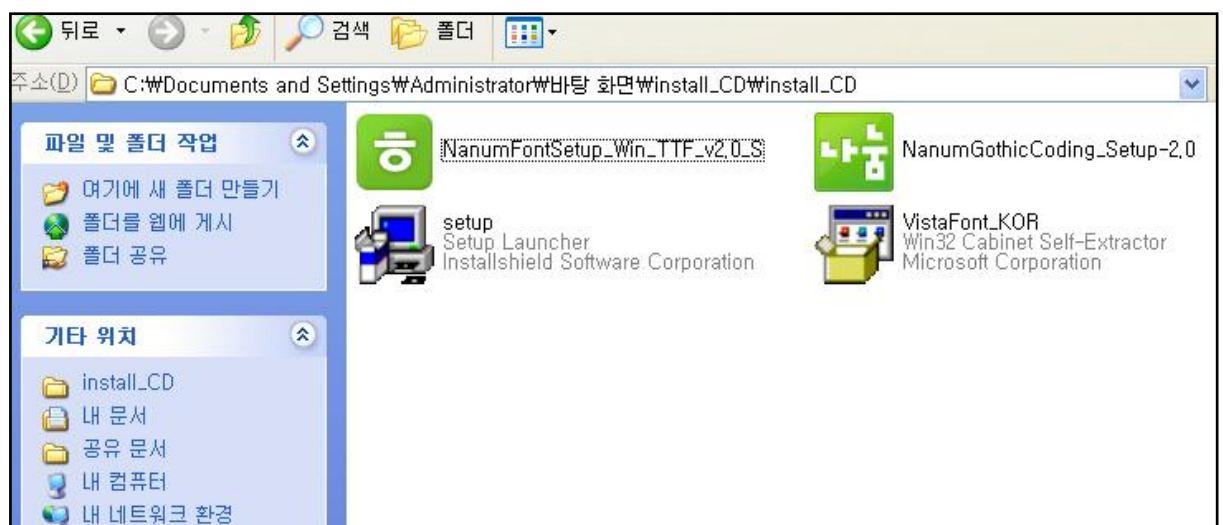 뒤로 검색 폴더
주소(D) C:₩Documents and Settings₩Administrator₩바탕 화면₩install_CD₩install_CD
파일 및 폴더 작업
여기에 새 폴더 만들기
폴더를 웹에 게시
폴더 공유
기타 위치
install_CD
내 문서
공유 문서
내 컴퓨터
내 네트워크 환경
ㅎ
NanumFontSetup_Win_TTF_v2,0_S
나눔
NanumGothicCoding_Setup-2,0
setup
Setup Launcher
Installshield Software Corporation
VistaFont_KOR
Win32 Cabinet Self-Extractor
Microsoft Corporation